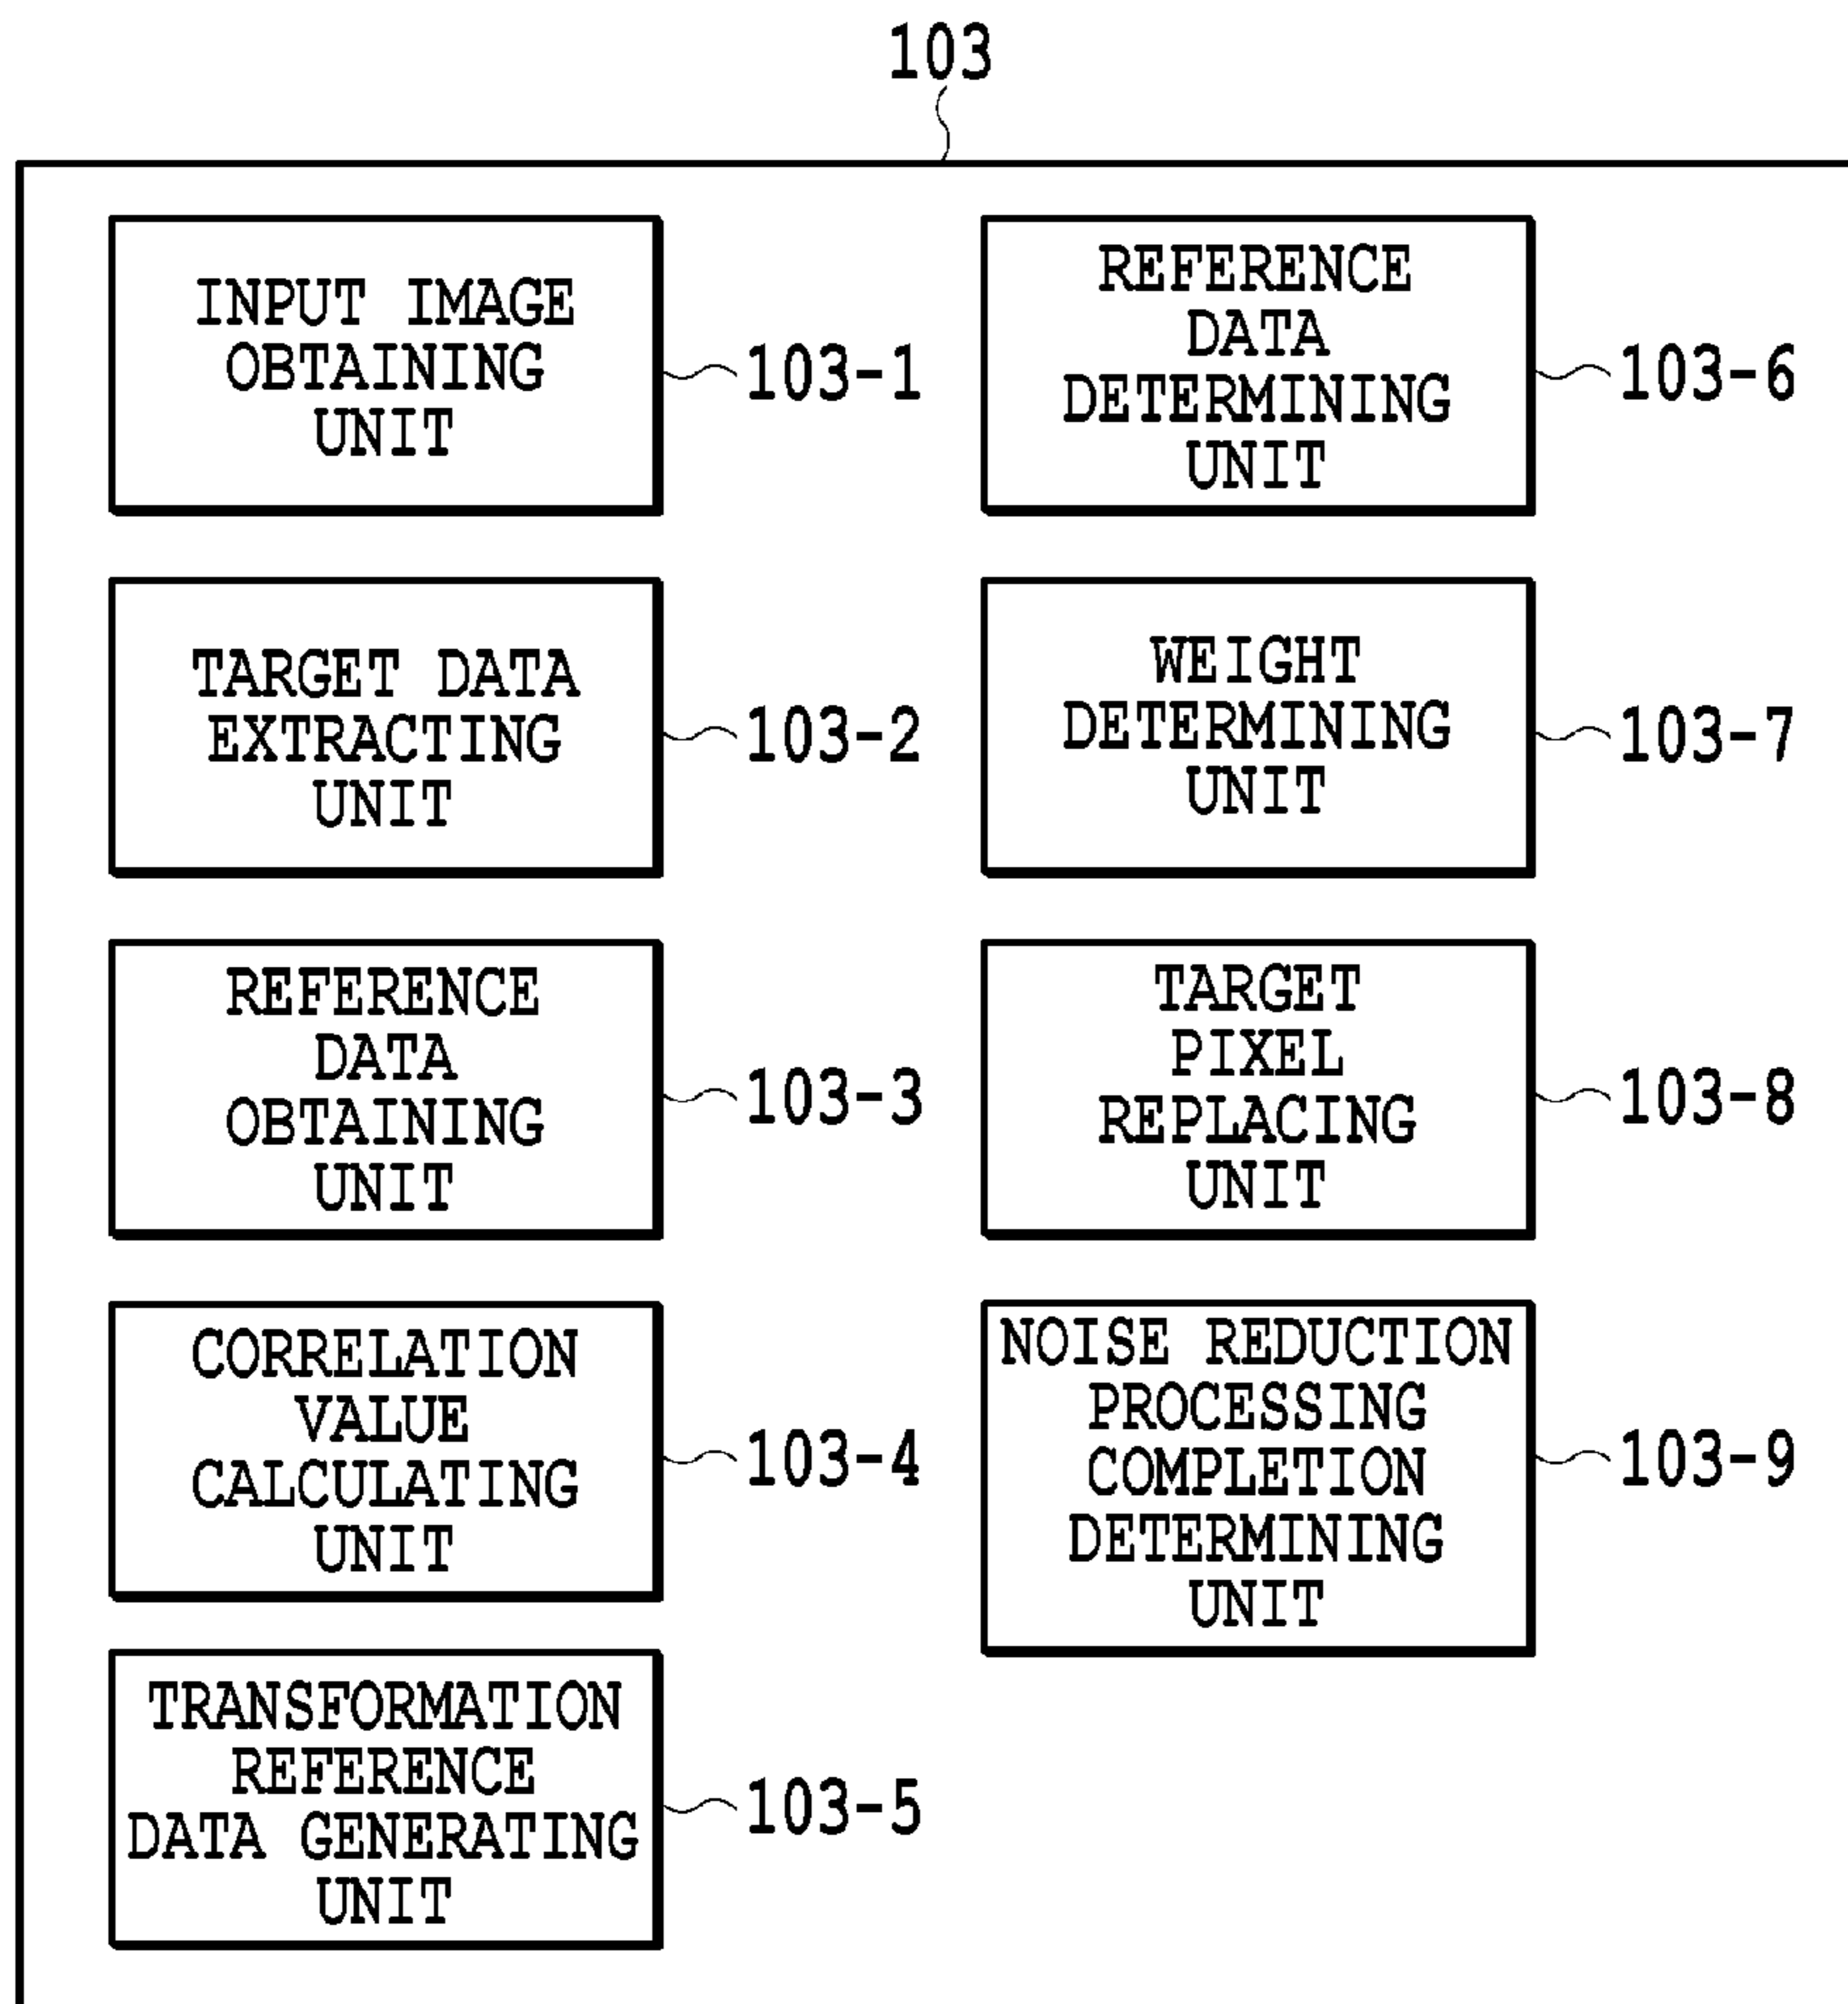 103
INPUT IMAGE
OBTAINING
UNIT
103-1
TARGET DATA
EXTRACTING
UNIT
103-2
REFERENCE
DATA
OBTAINING
UNIT
103-3
CORRELATION
VALUE
CALCULATING
UNIT
103-4
TRANSFORMATION
REFERENCE
DATA GENERATING
UNIT
103-5
REFERENCE
DATA
DETERMINING
UNIT
103-6
WEIGHT
DETERMINING
UNIT
103-7
TARGET
PIXEL
REPLACING
UNIT
103-8
NOISE REDUCTION
PROCESSING
COMPLETION
DETERMINING
UNIT
103-9